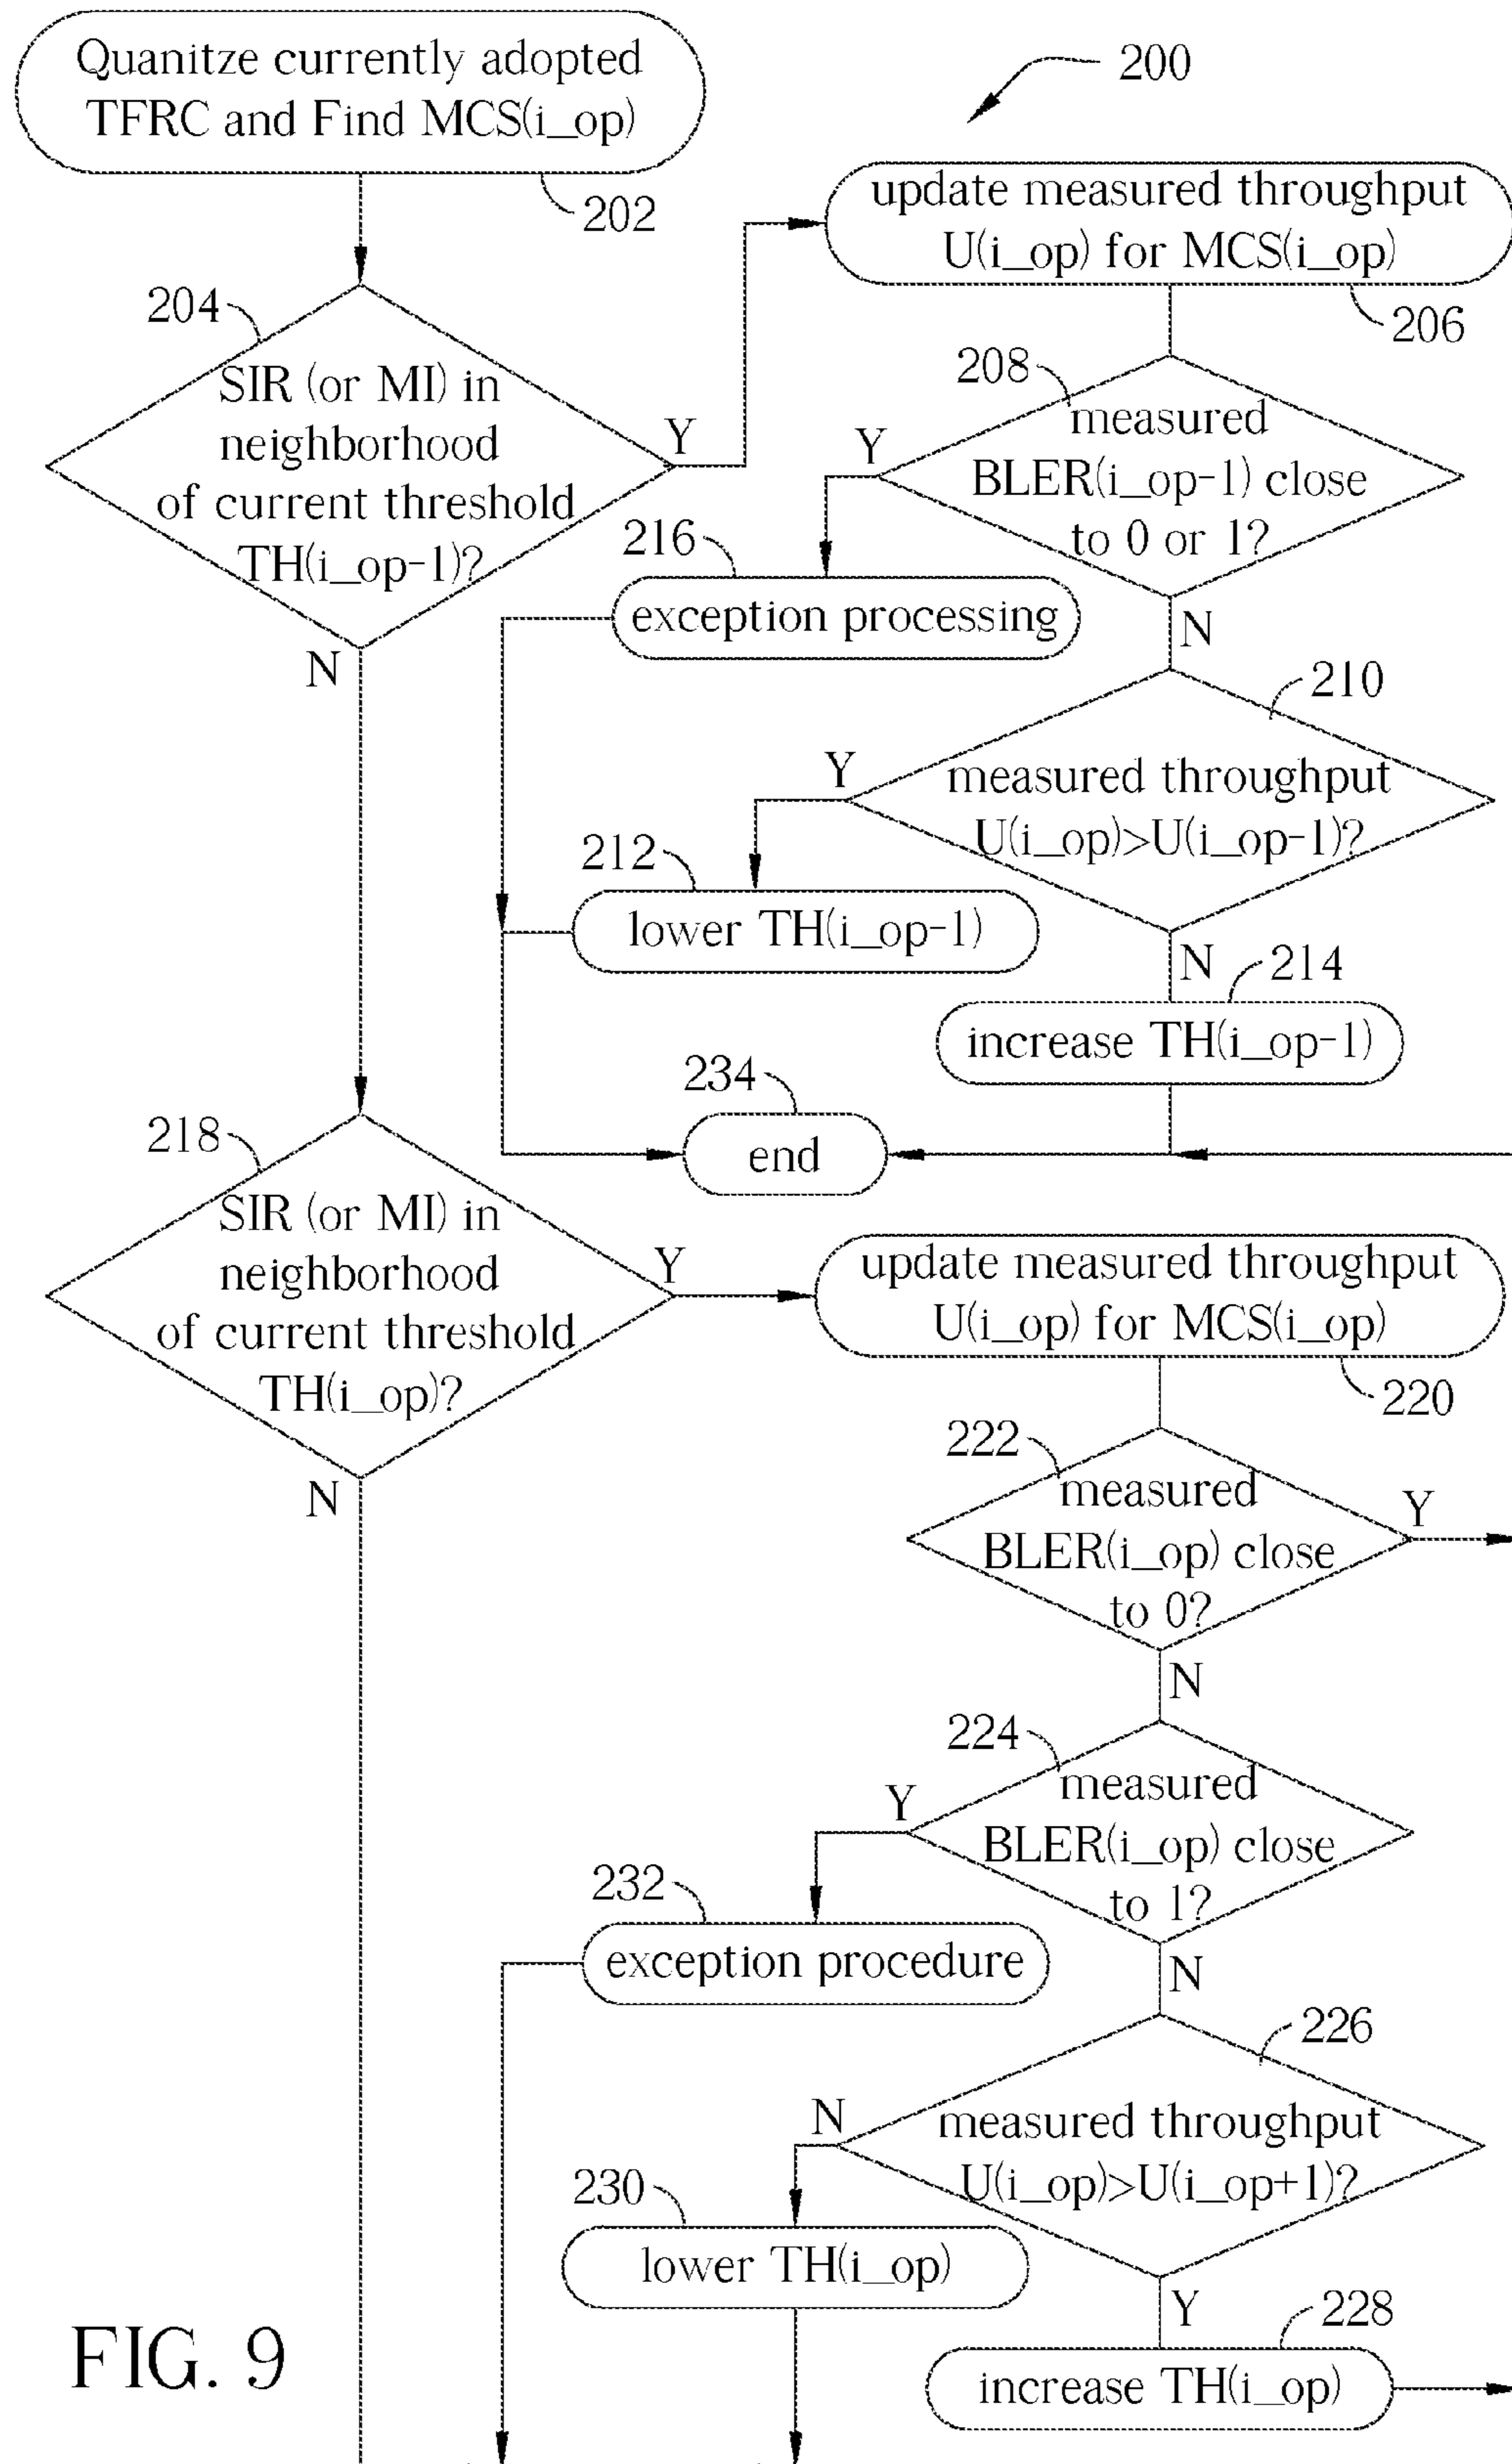 Quanitze currently adopted
TFRC and Find MCS(i_op)
202
200
204
SIR (or MI) in
neighborhood
of current threshold
TH(i_op-1)?
Y
N
update measured throughput
U(i_op) for MCS(i_op)
206
208
measured
BLER(i_op-1) close
to 0 or 1?
Y
N
216
exception processing
210
measured throughput
U(i_op)>U(i_op-1)?
Y
N
212
lower TH(i_op-1)
214
increase TH(i_op-1)
234
end
218
SIR (or MI) in
neighborhood
of current threshold
TH(i_op)?
Y
N
update measured throughput
U(i_op) for MCS(i_op)
220
222
measured
BLER(i_op) close
to 0?
Y
N
224
measured
BLER(i_op) close
to 1?
Y
N
232
exception procedure
226
measured throughput
U(i_op)>U(i_op+1)?
N
Y
230
lower TH(i_op)
228
increase TH(i_op)
FIG. 9